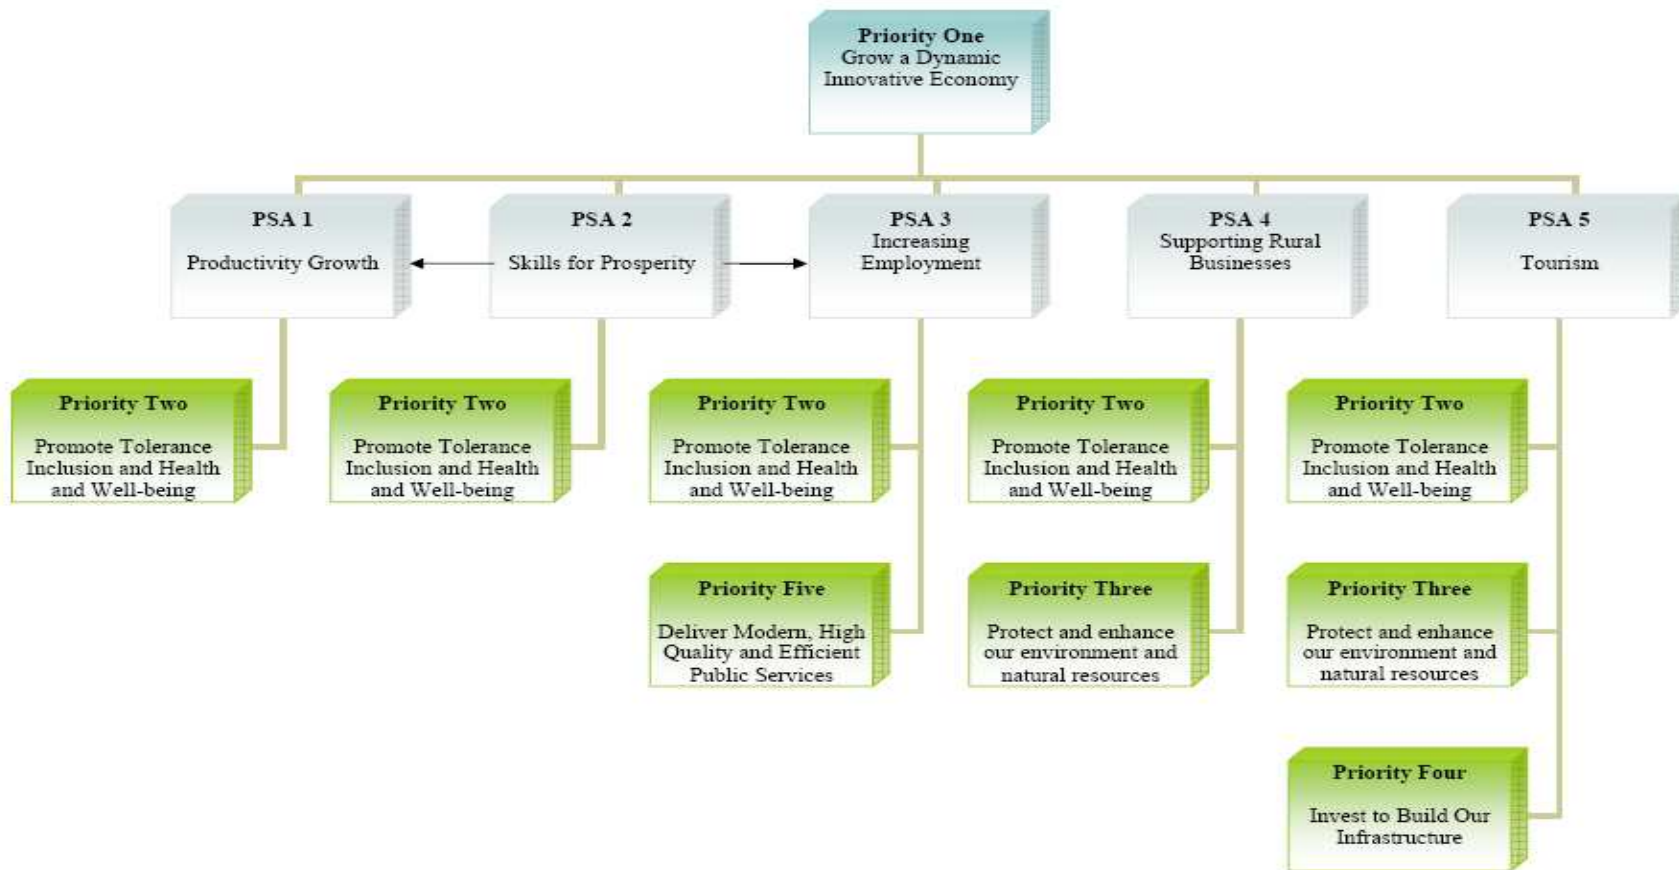 Priority One
Grow a Dynamic
Innovative Economy
PSA 1
Productivity Growth
PSA 2
Skills for Prosperity
PSA 3
Increasing
Employment
PSA 4
Supporting Rural
Businesses
PSA 5
Tourism
Priority Two
Promote Tolerance
Inclusion and Health
and Well-being
Priority Two
Promote Tolerance
Inclusion and Health
and Well-being
Priority Two
Promote Tolerance
Inclusion and Health
and Well-being
Priority Two
Promote Tolerance
Inclusion and Health
and Well-being
Priority Two
Promote Tolerance
Inclusion and Health
and Well-being
Priority Five
Deliver Modern, High
Quality and Efficient
Public Services
Priority Three
Protect and enhance
our environment and
natural resources
Priority Three
Protect and enhance
our environment and
natural resources
Priority Four
Invest to Build Our
Infrastructure